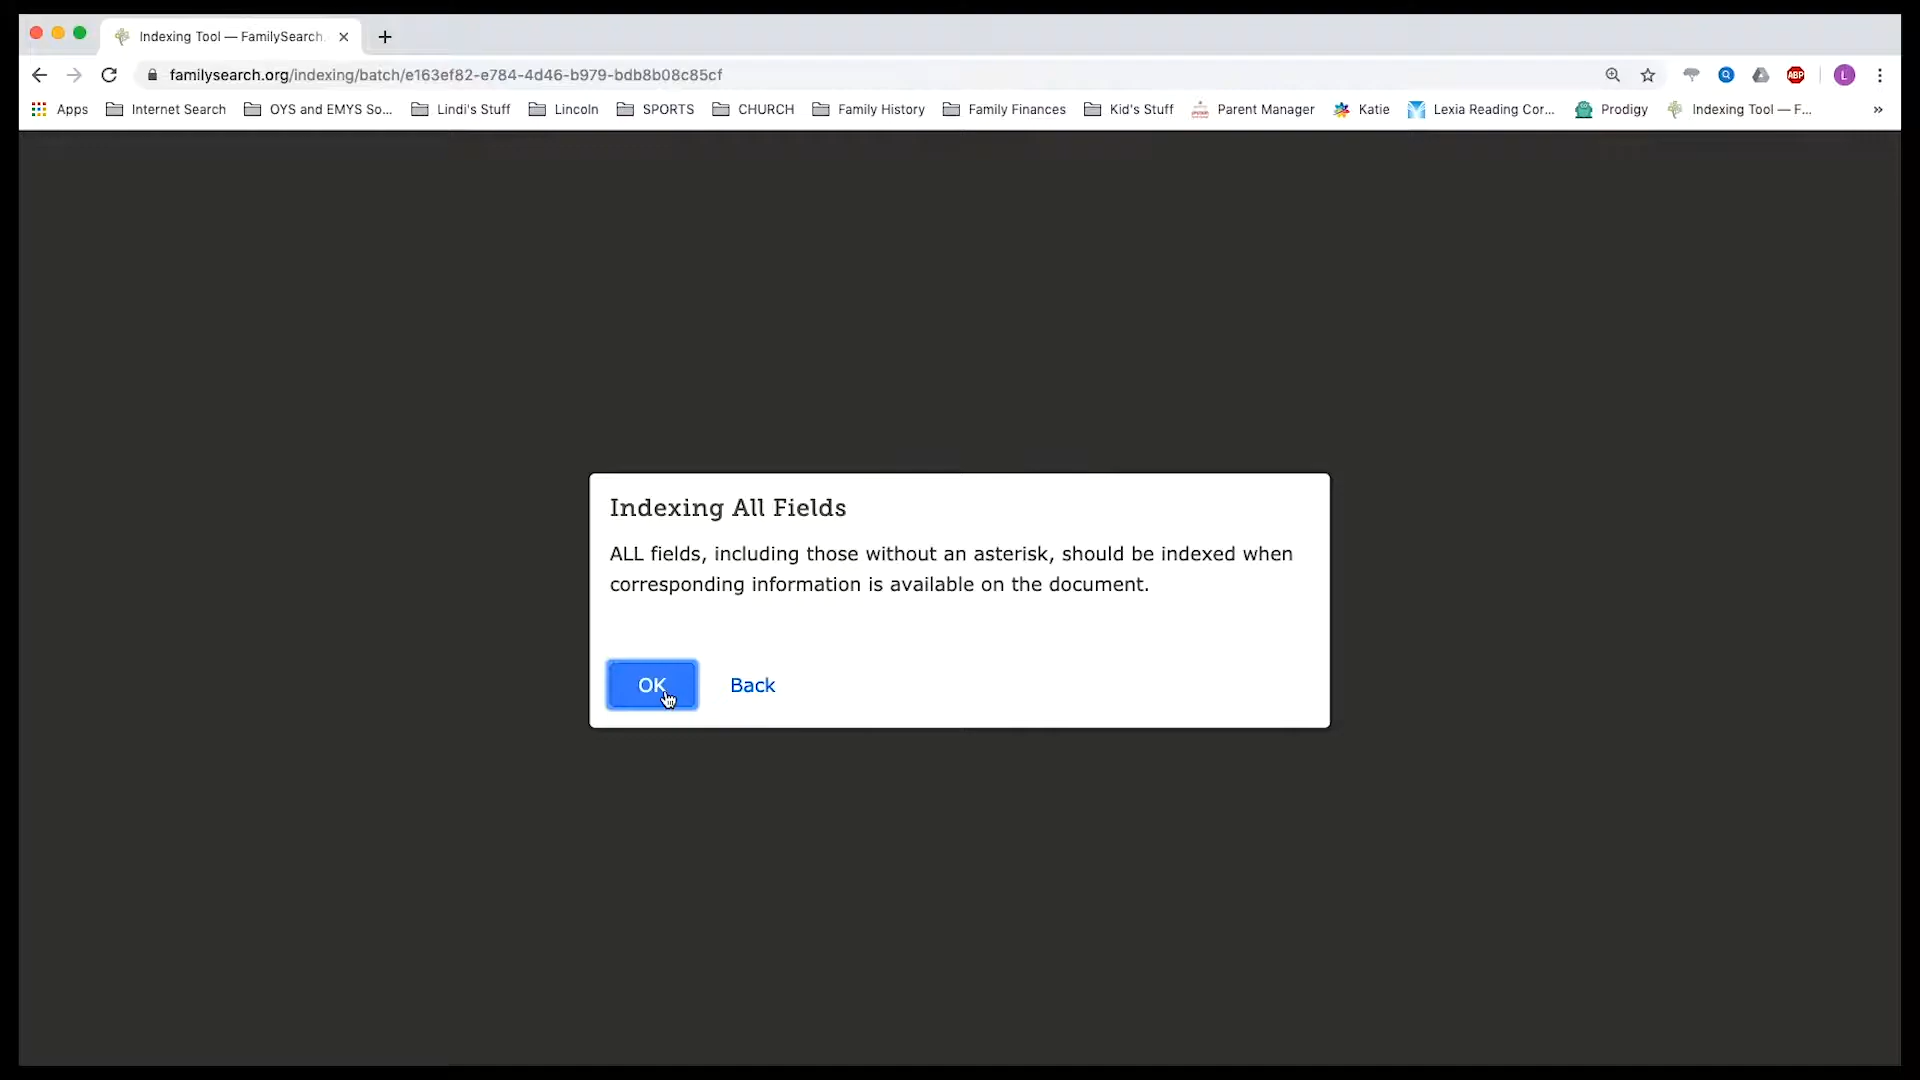 Indexing Tool — FamilySearch
familysearch.org/indexing/batch/e163ef82-e784-4d46-b979-bdb8b08c85cf
ABP
L
Apps Internet Search OYS and EMYS So... Lindi's Stuff Lincoln SPORTS CHURCH Family History Family Finances Kid's Stuff Parent Manager Katie Lexia Reading Cor... Prodigy Indexing Tool — F...
Indexing All Fields
ALL fields, including those without an asterisk, should be indexed when
corresponding information is available on the document.
OK Back